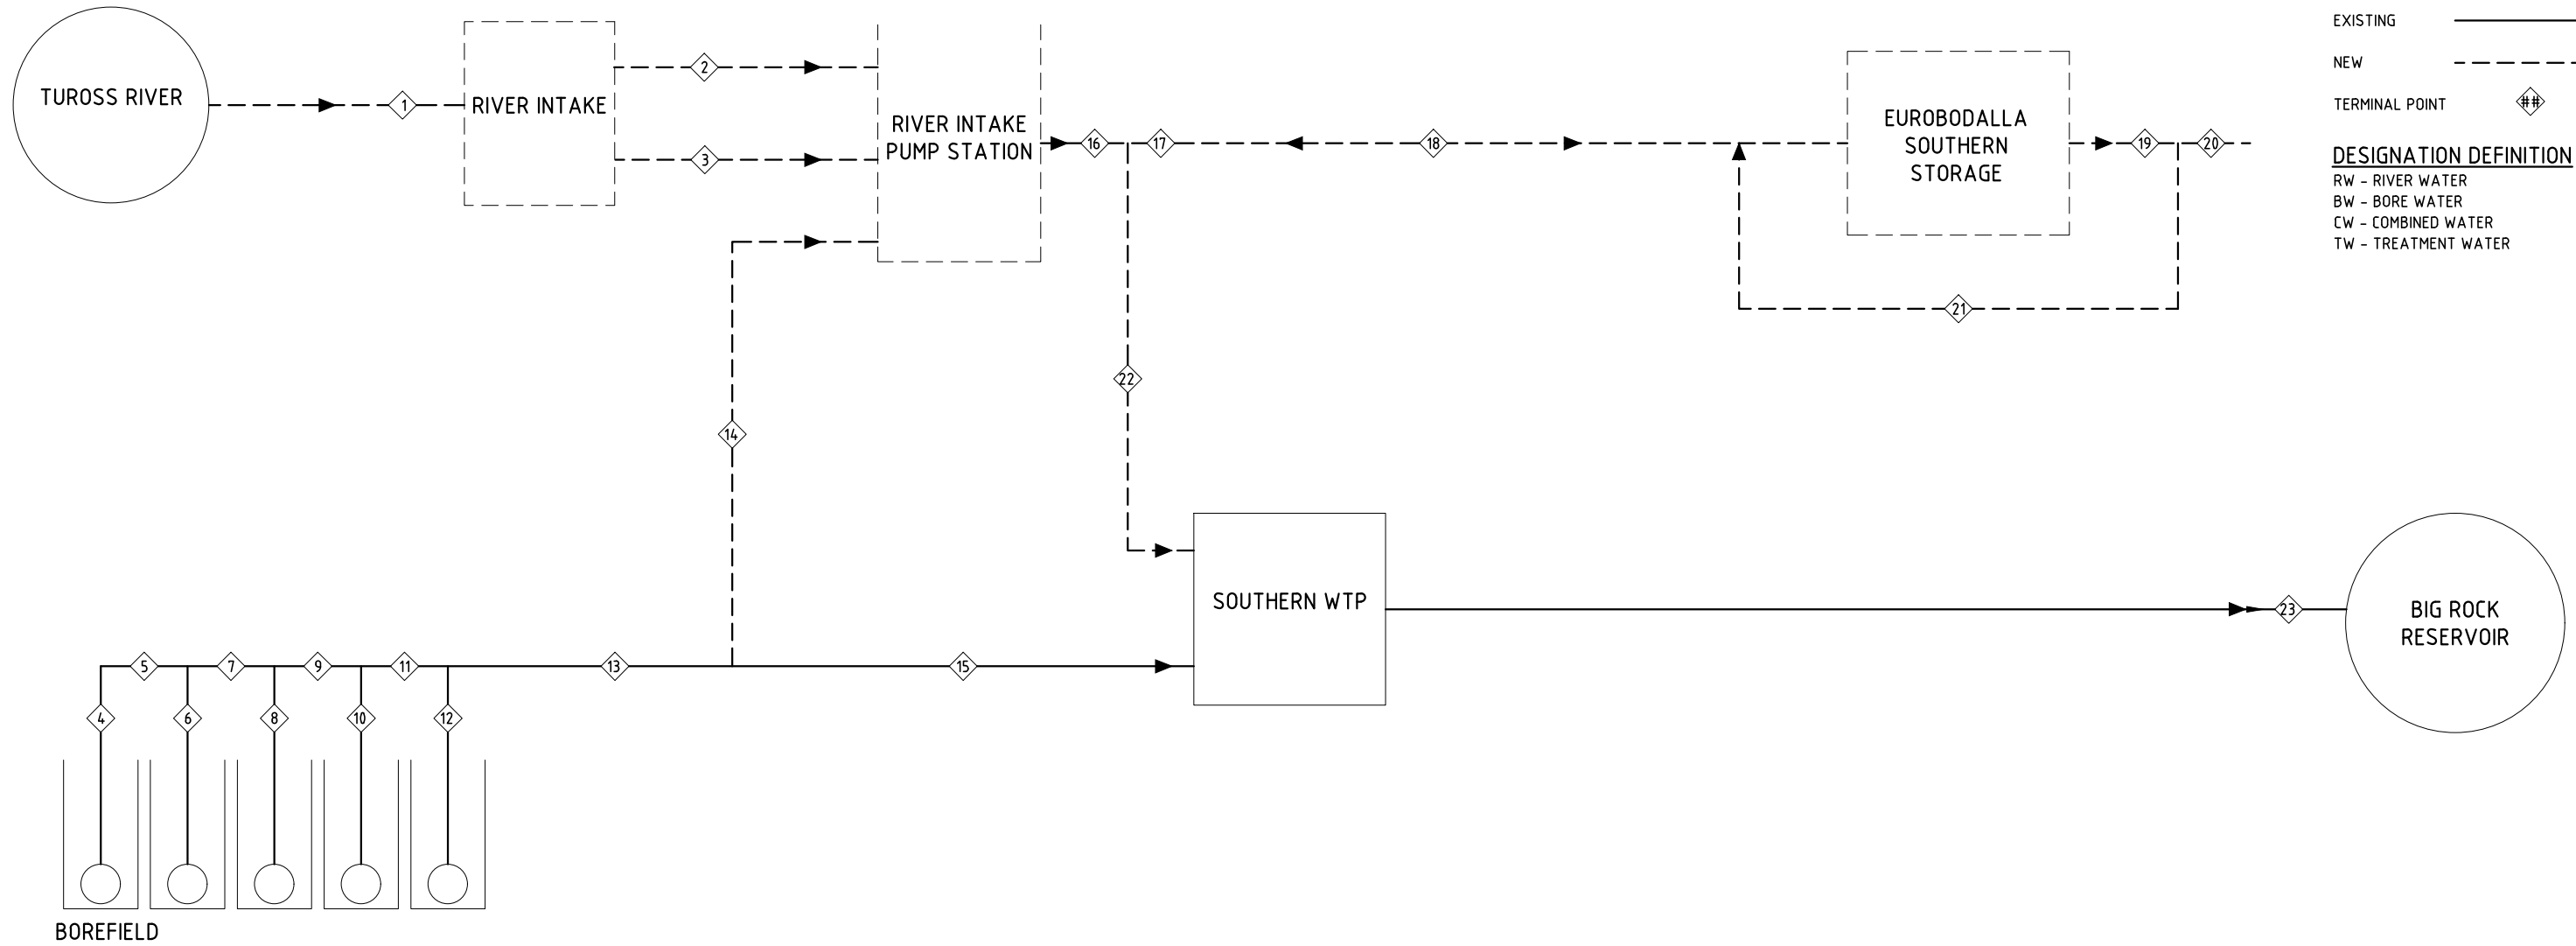 TUROSS RIVER
1
RIVER INTAKE
2
3
RIVER INTAKE
PUMP STATION
16
17
18
EUROBODALLA
SOUTHERN
STORAGE
19
20
21
22
14
EXISTING
NEW
TERMINAL POINT
##
DESIGNATION DEFINITION
RW - RIVER WATER
BW - BORE WATER
CW - COMBINED WATER
TW - TREATMENT WATER
SOUTHERN WTP
23
BIG ROCK
RESERVOIR
5
7
9
11
13
15
4
6
8
10
12
BOREFIELD